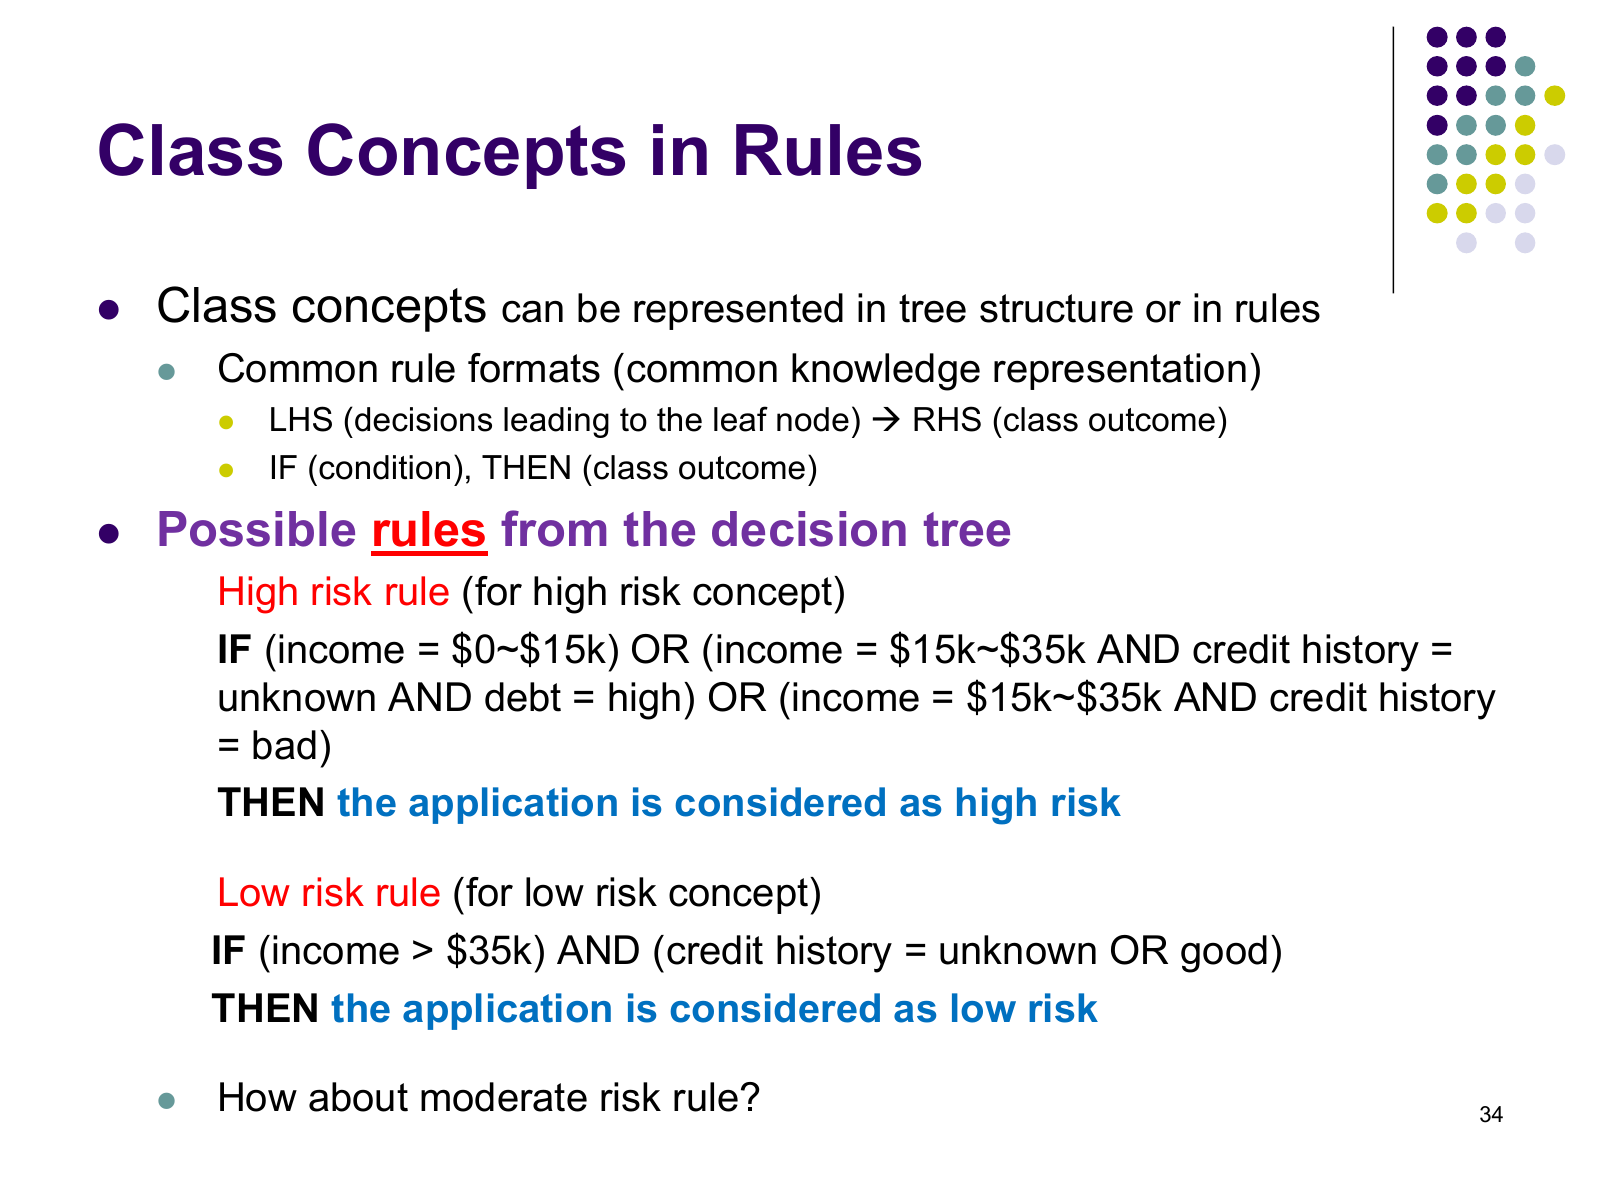 Class Concepts in Rules
Class concepts can be represented in tree structure or in rules
Common rule formats (common knowledge representation)
LHS (decisions leading to the leaf node) → RHS (class outcome)
IF (condition), THEN (class outcome)
Possible rules from the decision tree
High risk rule (for high risk concept)
IF (income = $0~$15k) OR (income = $15k~$35k AND credit history =
unknown AND debt = high) OR (income = $15k~$35k AND credit history
= bad)
THEN the application is considered as high risk
Low risk rule (for low risk concept)
IF (income > $35k) AND (credit history = unknown OR good)
THEN the application is considered as low risk
How about moderate risk rule?
34